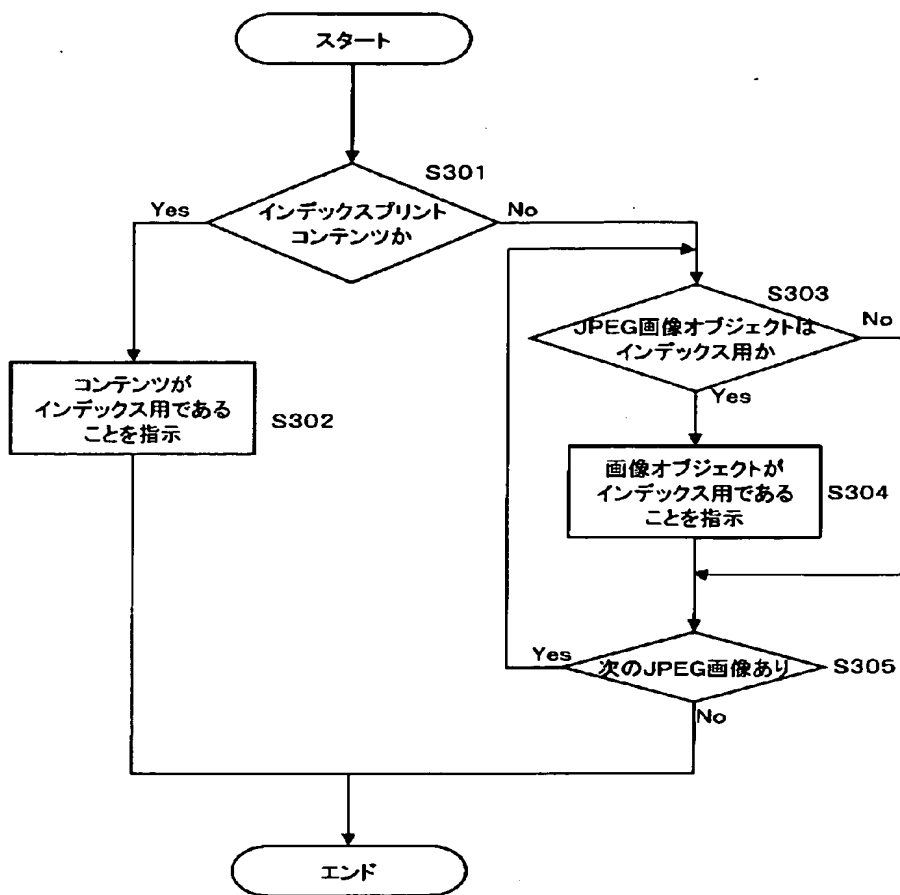 スタート
S301
Yes
インデックスプリント
コンテンツか
No
S303
JPEG画像オブジェクトは
インデックス用か
No
Yes
コンテンツが
インデックス用である
ことを指示
S302
画像オブジェクトが
インデックス用である
ことを指示
S304
Yes
次のJPEG画像あり
S305
No
エンド